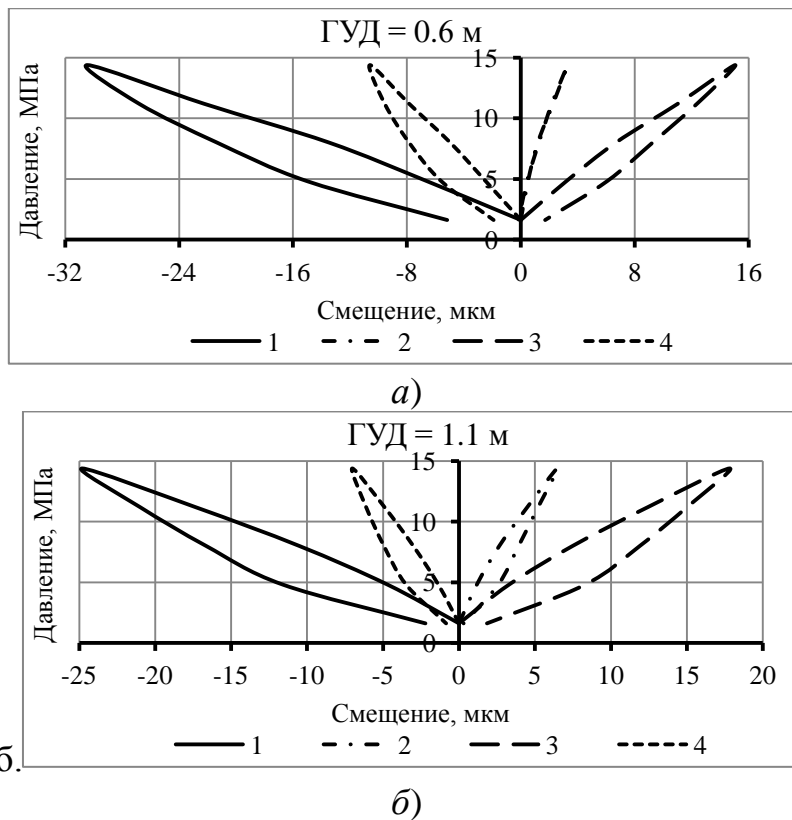 ГУД = 0.6 м
Давление, МПа
15
10
5
0
-32 -24 -16 -8 0 8 16
Смещение, мкм
1 2 3 4
а)
ГУД = 1.1 м
Давление, МПа
15
10
5
0
-25 -20 -15 -10 -5 0 5 10 15 20
Смещение, мкм
1 2 3 4
б.
б)